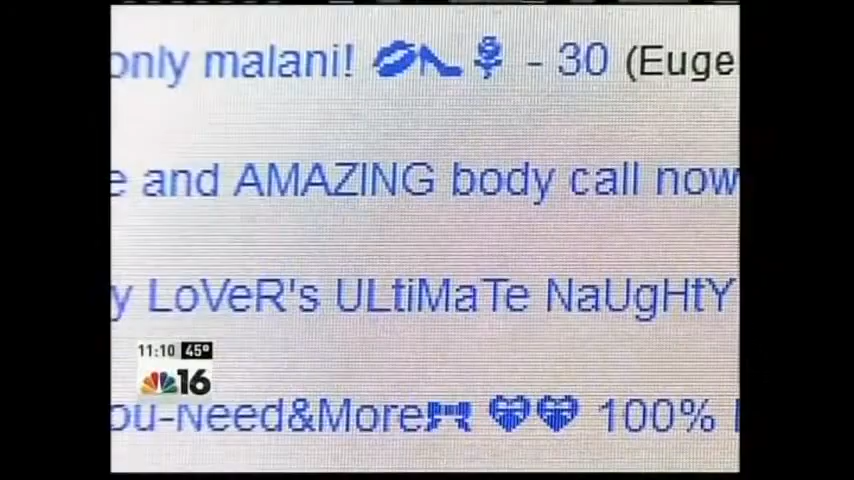 only malani! 💋👠🌹 - 30 (Euge
e and AMAZING body call now
y LoVeR's ULtiMaTe NaUgHtY
11:10 45°
16
ou-Need&More🎀 💝💝 100%